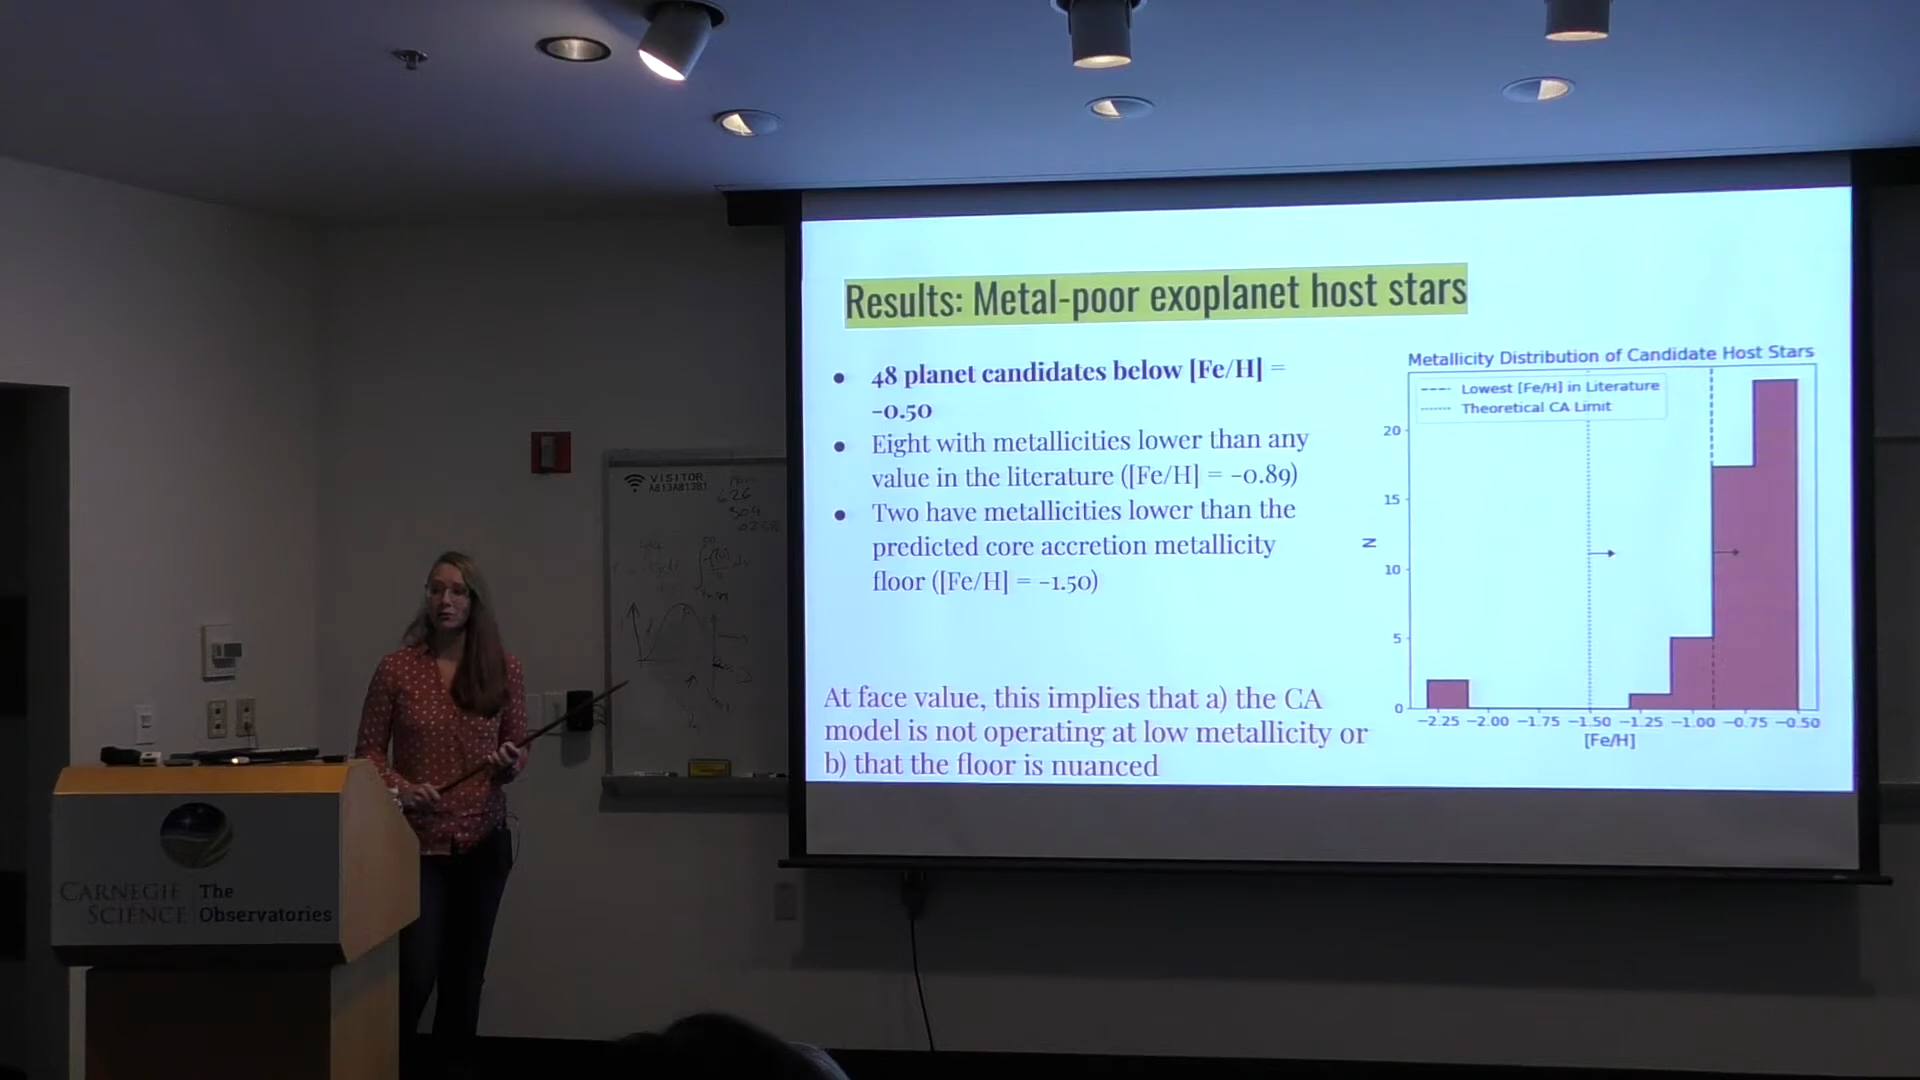 Results: Metal-poor exoplanet host stars
● 48 planet candidates below [Fe/H] =
-0.50
● Eight with metallicities lower than any
value in the literature ([Fe/H] = -0.89)
● Two have metallicities lower than the
predicted core accretion metallicity
floor ([Fe/H] = -1.50)
At face value, this implies that a) the CA
model is not operating at low metallicity or
b) that the floor is nuanced
Metallicity Distribution of Candidate Host Stars
Lowest [Fe/H] in Literature
Theoretical CA Limit
20
15
10
5
0
N
−2.25 −2.00 −1.75 −1.50 −1.25 −1.00 −0.75 −0.50
[Fe/H]
VISITOR
CARNEGIE SCIENCE
The Observatories